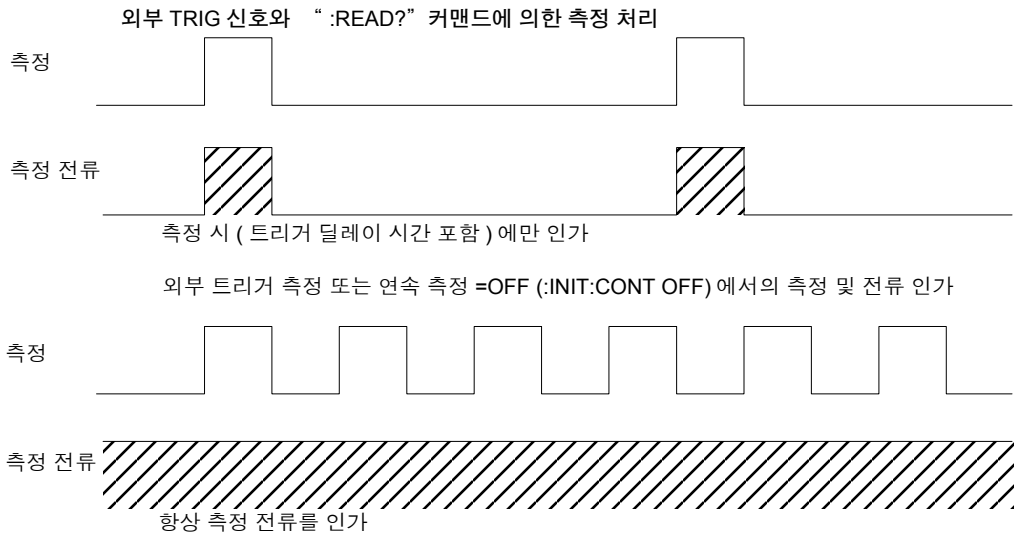 외부 TRIG 신호와 “ :READ?” 커맨드에 의한 측정 처리
측정
측정 전류
측정 시 ( 트리거 딜레이 시간 포함 ) 에만 인가
외부 트리거 측정 또는 연속 측정 =OFF (:INIT:CONT OFF) 에서의 측정 및 전류 인가
측정
측정 전류
항상 측정 전류를 인가